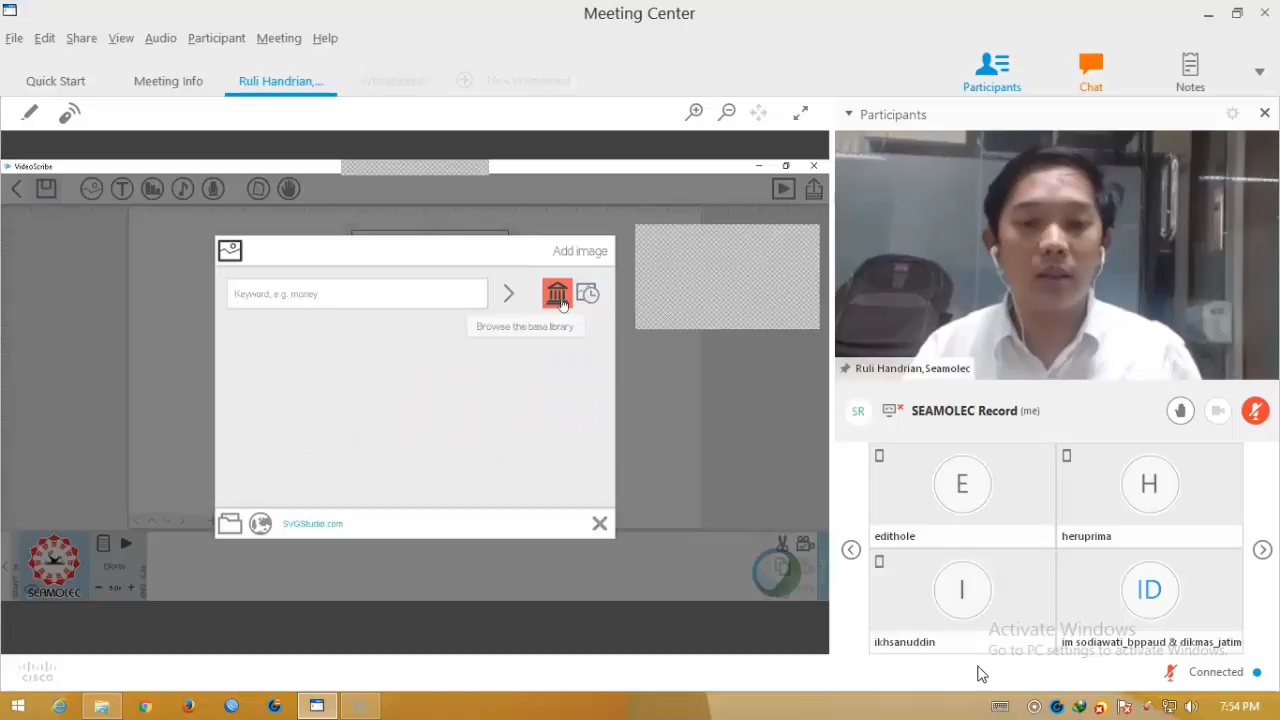 Meeting Center
File Edit Share View Audio Participant Meeting Help
Quick Start Meeting Info Ruli Handrian,... Whiteboard New Whiteboard
Participants Chat Notes
Participants
VideoScribe
Add image
Keyword, e.g. money
Browse the base library
SVGStudio.com
DRAW
SEAMOLEC
Ruli Handrian,Seamolec
SR SEAMOLEC Record (me)
E H
edithole heruprima
I ID
ikhsanuddin im sodiawati_bppaud & dikmas_jatim
Activate Windows
Go to PC settings to activate Windows.
cisco
Connected
7:54 PM